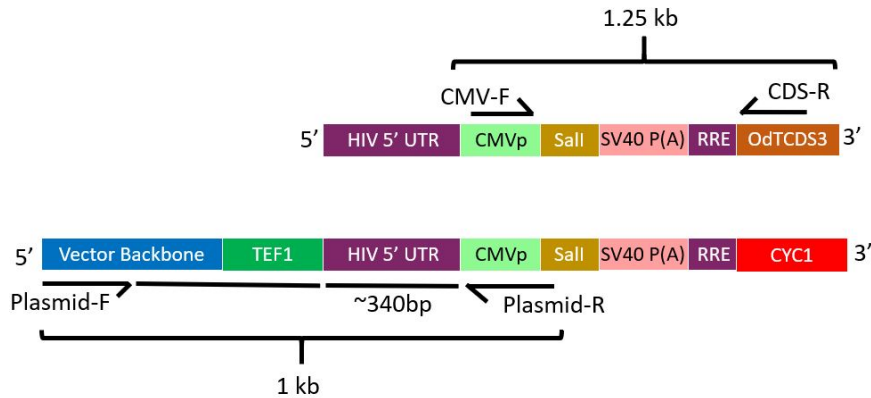 1.25 kb
CMV-F
CDS-R
5’ HIV 5’ UTR CMVp SalI SV40 P(A) RRE OdTCDS3 3’
5’ Vector Backbone TEF1 HIV 5’ UTR CMVp SalI SV40 P(A) RRE CYC1 3’
Plasmid-F ~340bp Plasmid-R
1 kb